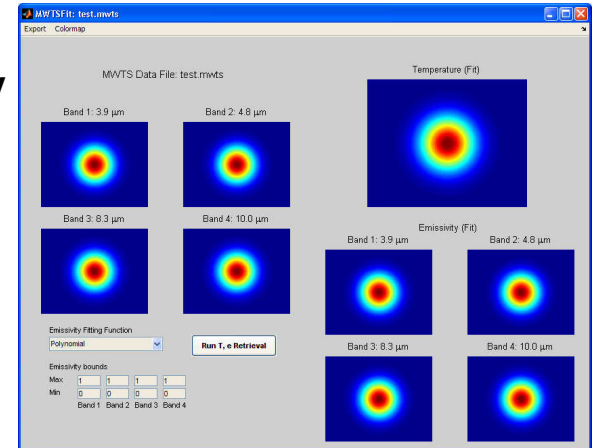 MWTSFit: test.mwts
Export Colormap
MWTS Data File: test.mwts
Band 1: 3.9 μm
Band 2: 4.8 μm
Band 3: 8.3 μm
Band 4: 10.0 μm
Emissivity Fitting Function
Polynomial
Run T, e Retrieval
Emissivity bounds
Max 1 1 1 1
Min 0 0 0 0
Band 1 Band 2 Band 3 Band 4
Temperature (Fit)
Emissivity (Fit)
Band 1: 3.9 μm
Band 2: 4.8 μm
Band 3: 8.3 μm
Band 4: 10.0 μm